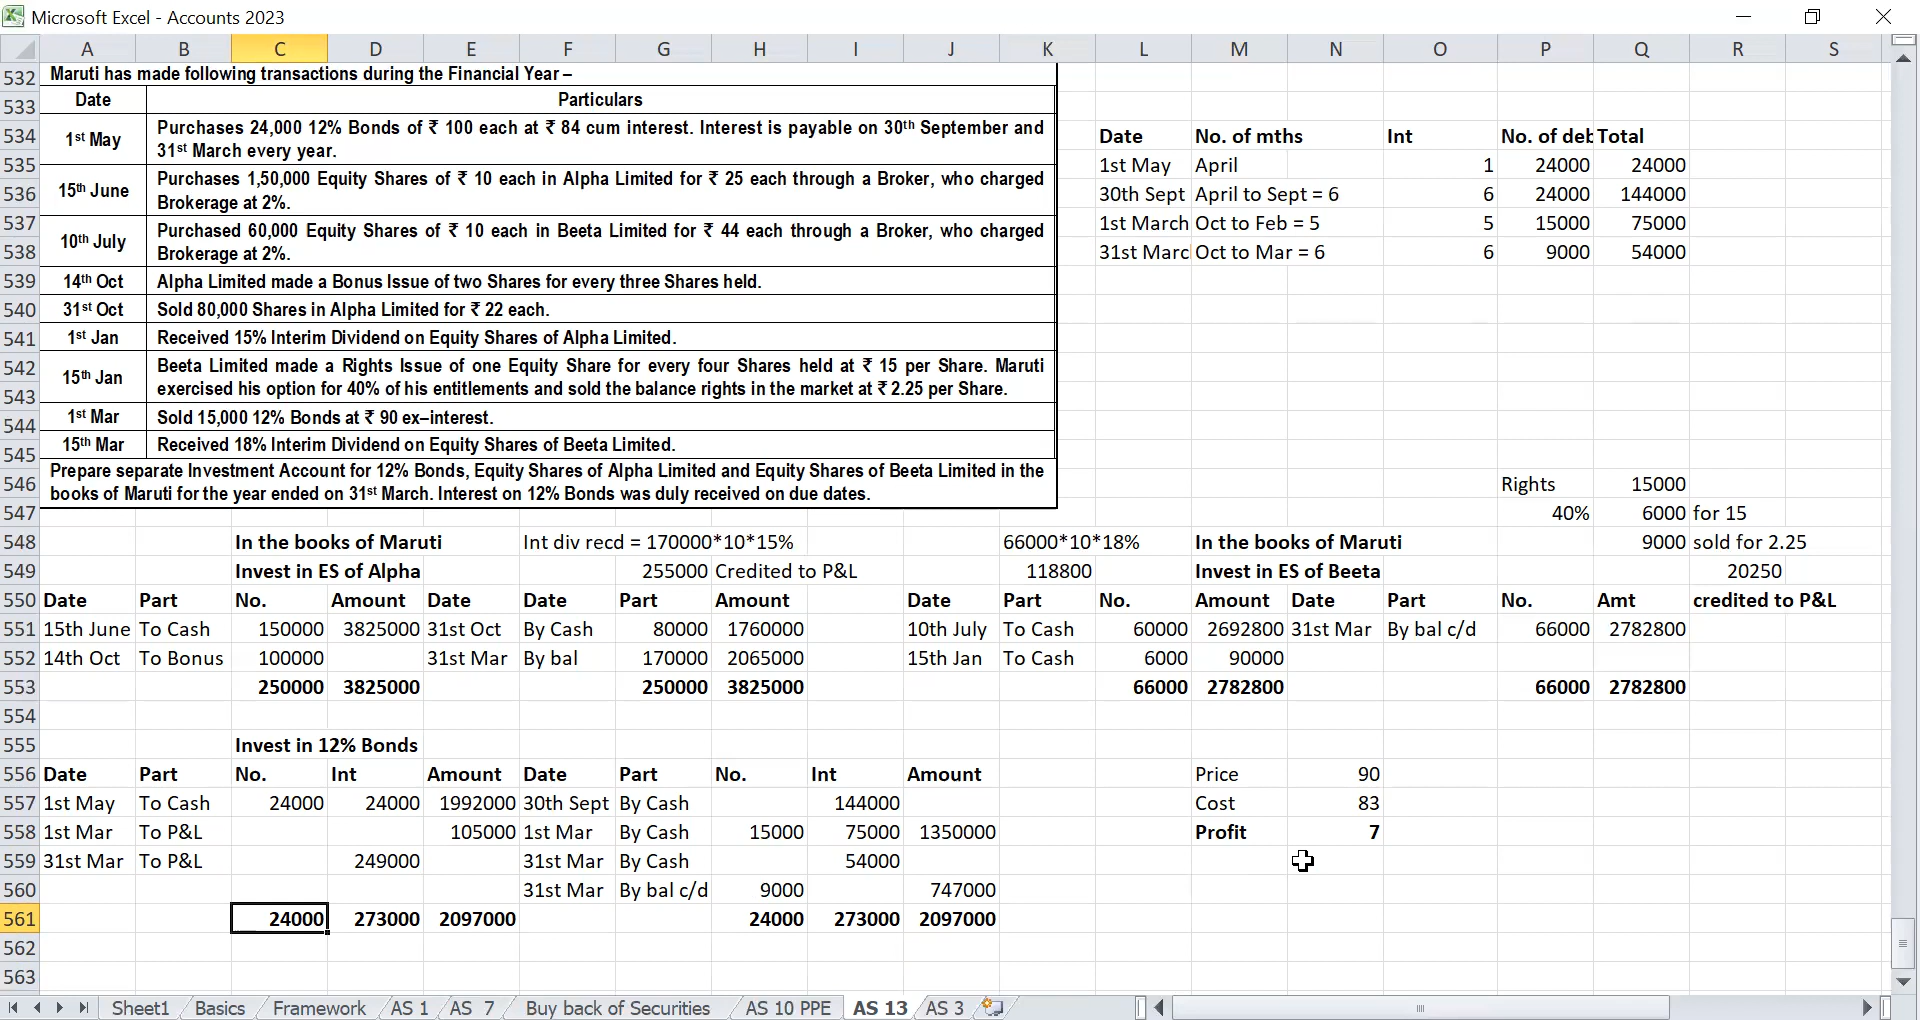 Microsoft Excel - Accounts 2023
A B C D E F G H I J K L M N O P Q R S
532 Maruti has made following transactions during the Financial Year –
533 Date Particulars
534 1st May Purchases 24,000 12% Bonds of ₹ 100 each at ₹ 84 cum interest. Interest is payable on 30th September and Date No. of mths Int No. of deb Total
535 31st March every year. 1st May April 1 24000 24000
536 15th June Purchases 1,50,000 Equity Shares of ₹ 10 each in Alpha Limited for ₹ 25 each through a Broker, who charged 30th Sept April to Sept = 6 6 24000 144000
Brokerage at 2%.
537 10th July Purchased 60,000 Equity Shares of ₹ 10 each in Beeta Limited for ₹ 44 each through a Broker, who charged 1st March Oct to Feb = 5 5 15000 75000
538 Brokerage at 2%. 31st Marc Oct to Mar = 6 6 9000 54000
539 14th Oct Alpha Limited made a Bonus Issue of two Shares for every three Shares held.
540 31st Oct Sold 80,000 Shares in Alpha Limited for ₹ 22 each.
541 1st Jan Received 15% Interim Dividend on Equity Shares of Alpha Limited.
542 15th Jan Beeta Limited made a Rights Issue of one Equity Share for every four Shares held at ₹ 15 per Share. Maruti
543 exercised his option for 40% of his entitlements and sold the balance rights in the market at ₹ 2.25 per Share.
544 1st Mar Sold 15,000 12% Bonds at ₹ 90 ex–interest.
545 15th Mar Received 18% Interim Dividend on Equity Shares of Beeta Limited.
546 Prepare separate Investment Account for 12% Bonds, Equity Shares of Alpha Limited and Equity Shares of Beeta Limited in the Rights 15000
547 books of Maruti for the year ended on 31st March. Interest on 12% Bonds was duly received on due dates. 40% 6000 for 15
548 In the books of Maruti Int div recd = 170000*10*15% 66000*10*18% In the books of Maruti 9000 sold for 2.25
549 Invest in ES of Alpha 255000 Credited to P&L 118800 Invest in ES of Beeta 20250
550 Date Part No. Amount Date Date Part Amount Date Part No. Amount Date Part No. Amt credited to P&L
551 15th June To Cash 150000 3825000 31st Oct By Cash 80000 1760000 10th July To Cash 60000 2692800 31st Mar By bal c/d 66000 2782800
552 14th Oct To Bonus 100000 31st Mar By bal 170000 2065000 15th Jan To Cash 6000 90000
553 250000 3825000 250000 3825000 66000 2782800 66000 2782800
554
555 Invest in 12% Bonds
556 Date Part No. Int Amount Date Part No. Int Amount Price 90
557 1st May To Cash 24000 24000 1992000 30th Sept By Cash 144000 Cost 83
558 1st Mar To P&L 105000 1st Mar By Cash 15000 75000 1350000 Profit 7
559 31st Mar To P&L 249000 31st Mar By Cash 54000
560 31st Mar By bal c/d 9000 747000
561 24000 273000 2097000 24000 273000 2097000
562
563
Sheet1 Basics Framework AS 1 AS 7 Buy back of Securities AS 10 PPE AS 13 AS 3